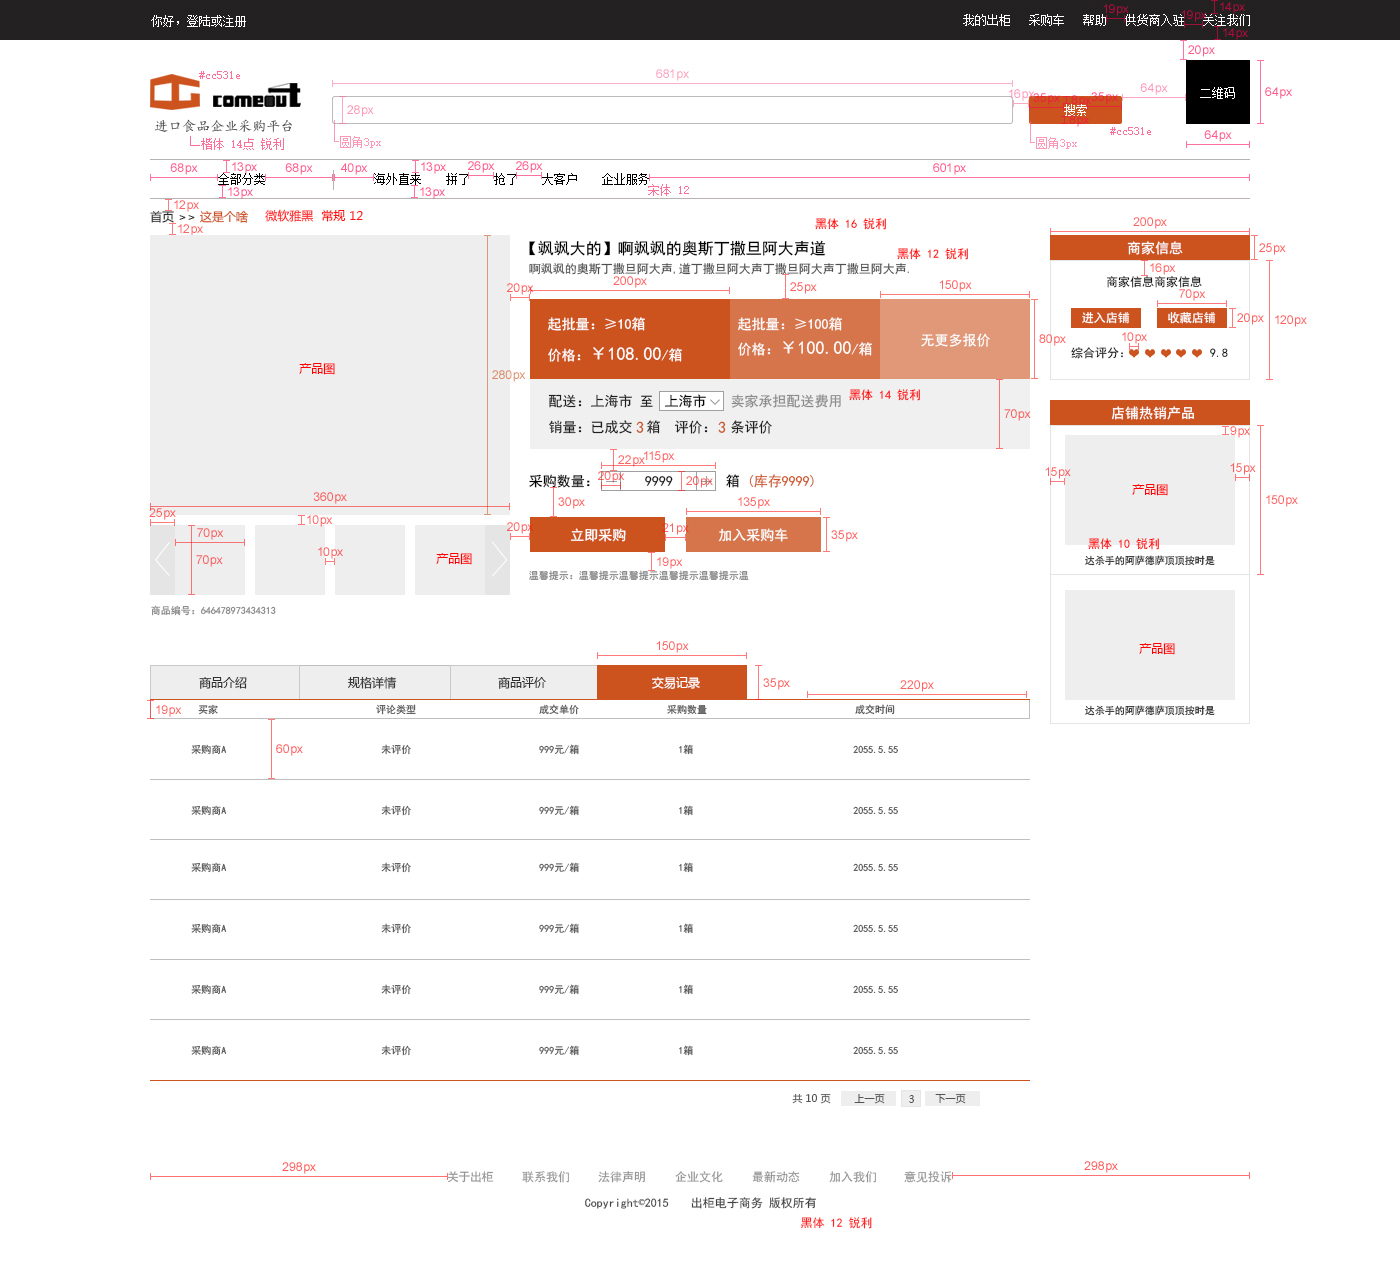 你好，登陆或注册
我的出柜 采购车 帮助 供货商入驻 关注我们
19px 19px 14px
14px
20px
#cc531e
comeout
进口食品企业采购平台
楷体 14点 锐利
681px
28px
圆角3px
16px 35px 35px 64px
搜索
#cc531e
圆角3px
二维码
64px
64px
68px 13px 68px 40px 13px 26px 26px 601px
全部分类 海外直来 拼了 抢了 大客户 企业服务
13px 13px 宋体 12
12px
首页 >> 这是个啥 微软雅黑 常规 12
12px
产品图
280px
360px
25px
10px
70px
70px
10px
产品图
商品编号：646478973434313
黑体 16 锐利
【飒飒大的】啊飒飒的奥斯丁撒旦阿大声道
黑体 12 锐利
啊飒飒的奥斯丁撒旦阿大声,道丁撒旦阿大声丁撒旦阿大声丁撒旦阿大声.
20px 200px 25px 150px
起批量：≥10箱
价格：￥108.00/箱
起批量：≥100箱
价格：￥100.00/箱
无更多报价
80px
黑体 14 锐利
配送：上海市 至 上海市 卖家承担配送费用
70px
销量：已成交 3 箱 评价：3 条评价
22px 115px
采购数量： 20px — 9999 20px + 箱 (库存9999)
30px 135px
20px 立即采购 21px 加入采购车 35px
19px
温馨提示：温馨提示温馨提示温馨提示温馨提示温
200px
商家信息
25px
16px
商家信息商家信息
70px
进入店铺 收藏店铺
20px
120px
10px
综合评分： 9.8
店铺热销产品
9px
15px 15px
产品图
150px
黑体 10 锐利
达杀手的阿萨德萨顶顶按时是
产品图
达杀手的阿萨德萨顶顶按时是
150px
商品介绍 规格详情 商品评价 交易记录
35px 220px
19px
买家 评论类型 成交单价 采购数量 成交时间
采购商A 未评价 999元/箱 1箱 2055.5.55
60px
采购商A 未评价 999元/箱 1箱 2055.5.55
采购商A 未评价 999元/箱 1箱 2055.5.55
采购商A 未评价 999元/箱 1箱 2055.5.55
采购商A 未评价 999元/箱 1箱 2055.5.55
采购商A 未评价 999元/箱 1箱 2055.5.55
共 10 页 上一页 3 下一页
298px 298px
关于出柜 联系我们 法律声明 企业文化 最新动态 加入我们 意见投诉
Copyright©2015 出柜电子商务 版权所有
黑体 12 锐利